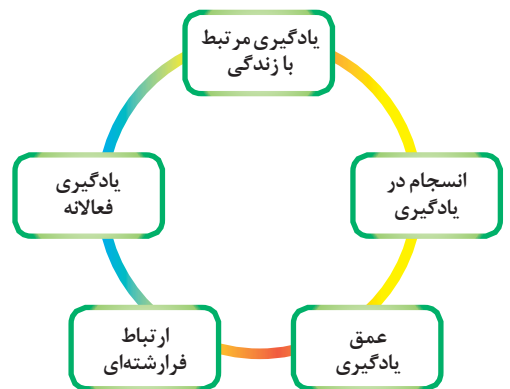 یادگیری مرتبط
با زندگی
انسجام در
یادگیری
عمق
یادگیری
ارتباط
فرارشته‌ای
یادگیری
فعالانه